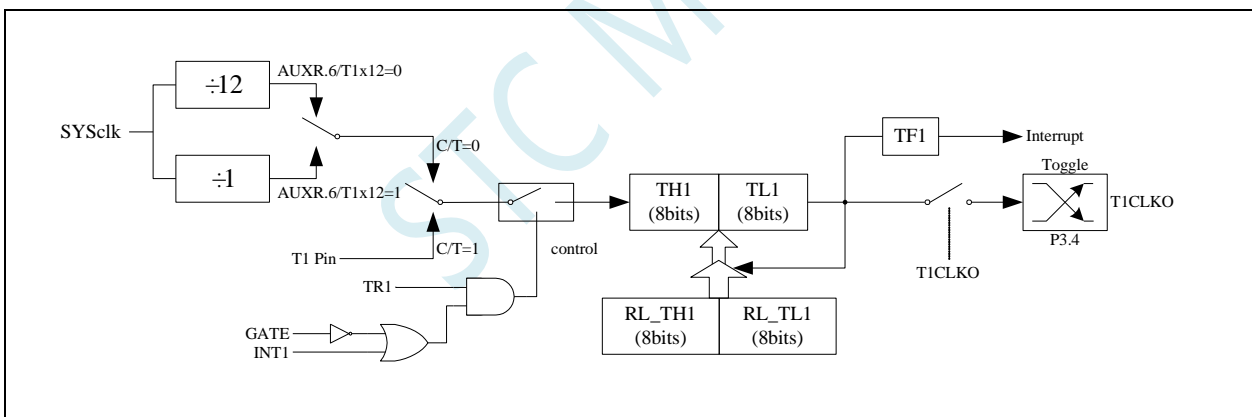 STC M
÷12
AUXR.6/T1x12=0
SYSclk
÷1
AUXR.6/T1x12=1
C/T=0
C/T=1
T1 Pin
TR1
GATE
INT1
control
TH1
(8bits)
TL1
(8bits)
RL_TH1
(8bits)
RL_TL1
(8bits)
TF1
Interrupt
Toggle
T1CLKO
P3.4
T1CLKO